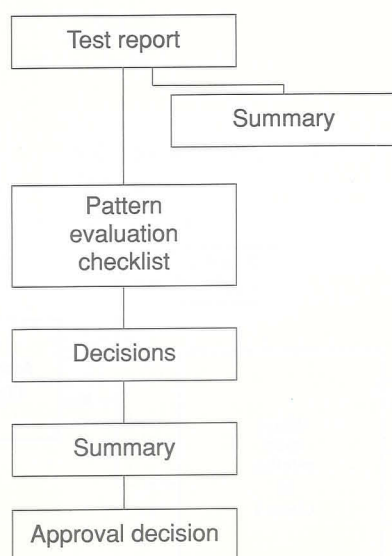 Test report
Summary
Pattern
evaluation
checklist
Decisions
Summary
Approval decision